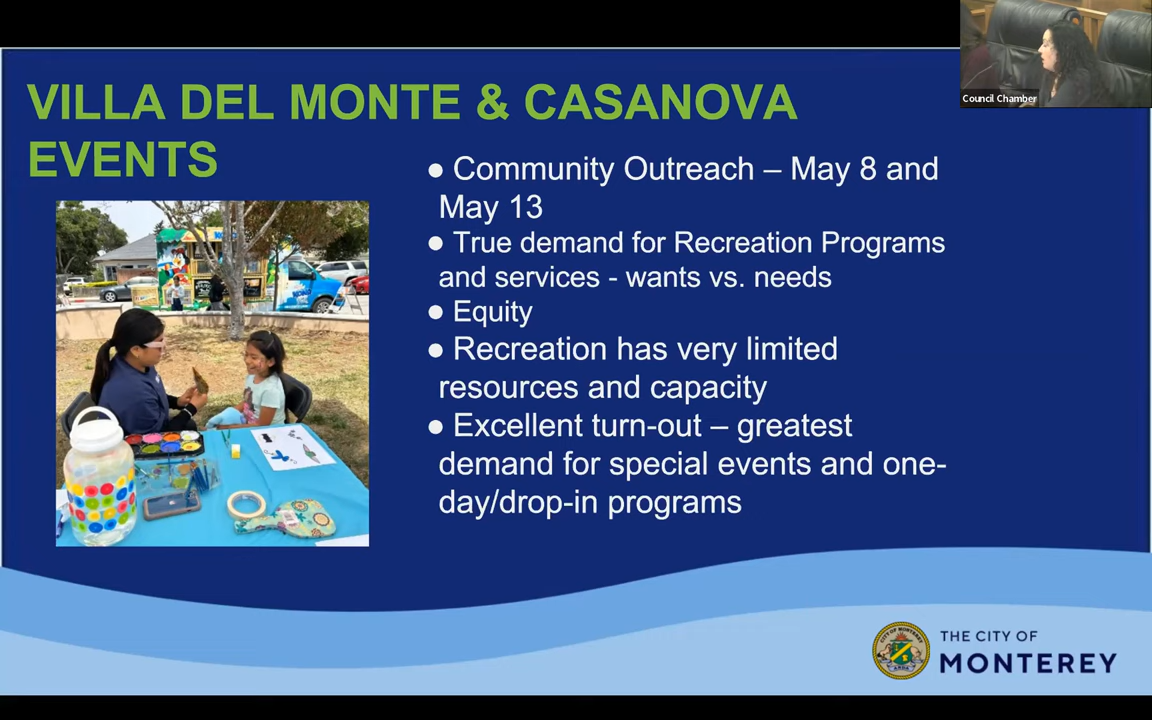 Council Chamber
VILLA DEL MONTE & CASANOVA
EVENTS
● Community Outreach – May 8 and
May 13
● True demand for Recreation Programs
and services - wants vs. needs
● Equity
● Recreation has very limited
resources and capacity
● Excellent turn-out – greatest
demand for special events and one-
day/drop-in programs
THE CITY OF
MONTEREY